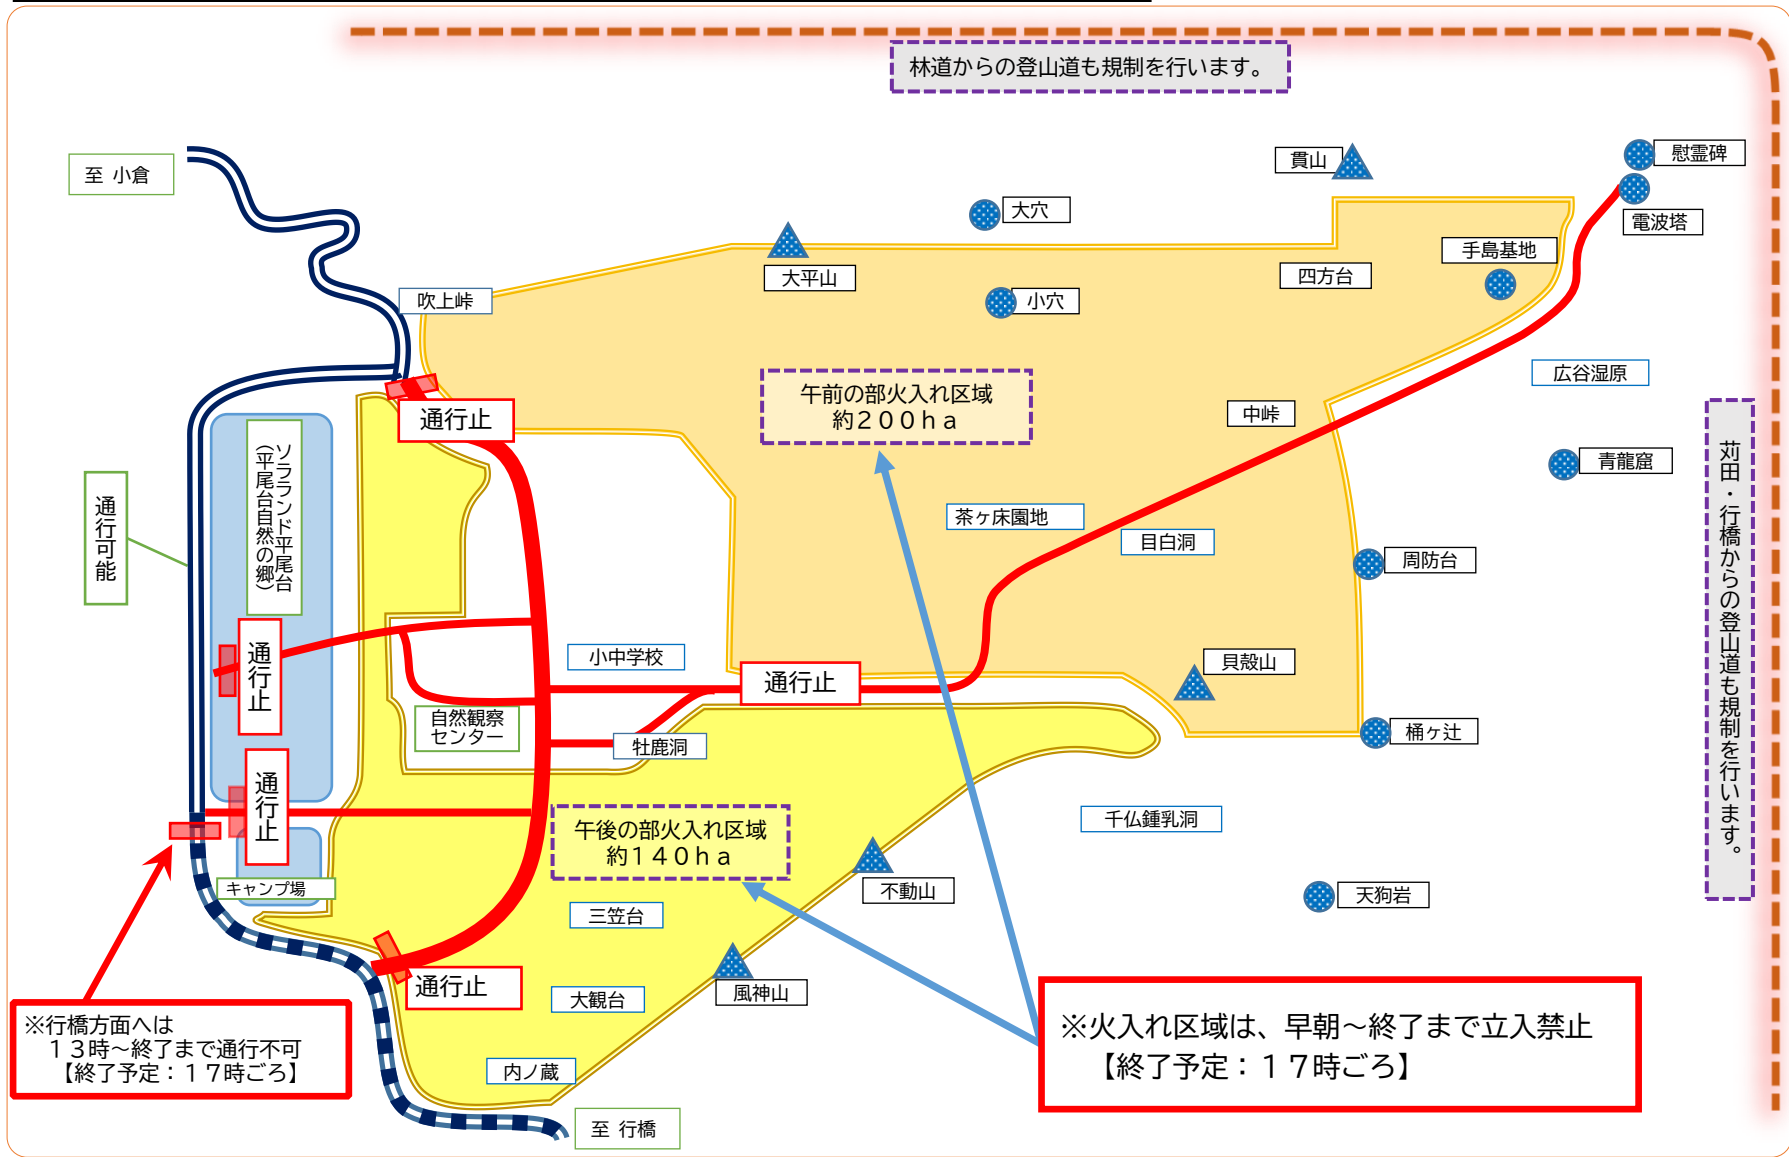 林道からの登山道も規制を行います。
至 小倉
貫山
慰霊碑
大穴
電波塔
手島基地
大平山
四方台
吹上峠
小穴
広谷湿原
午前の部火入れ区域
約200ha
通行止
中峠
ソラランド平尾台
(平尾台自然の郷)
苅田・行橋からの登山道も規制を行います。
青龍窟
通行可能
茶ヶ床園地
目白洞
周防台
通行止
小中学校
貝殻山
通行止
自然観察
センター
牡鹿洞
桶ヶ辻
通行止
午後の部火入れ区域
約140ha
千仏鍾乳洞
キャンプ場
不動山
天狗岩
三笠台
通行止
大観台
風神山
※行橋方面へは
13時~終了まで通行不可
【終了予定:17時ごろ】
※火入れ区域は、早朝~終了まで立入禁止
【終了予定:17時ごろ】
内ノ蔵
至 行橋